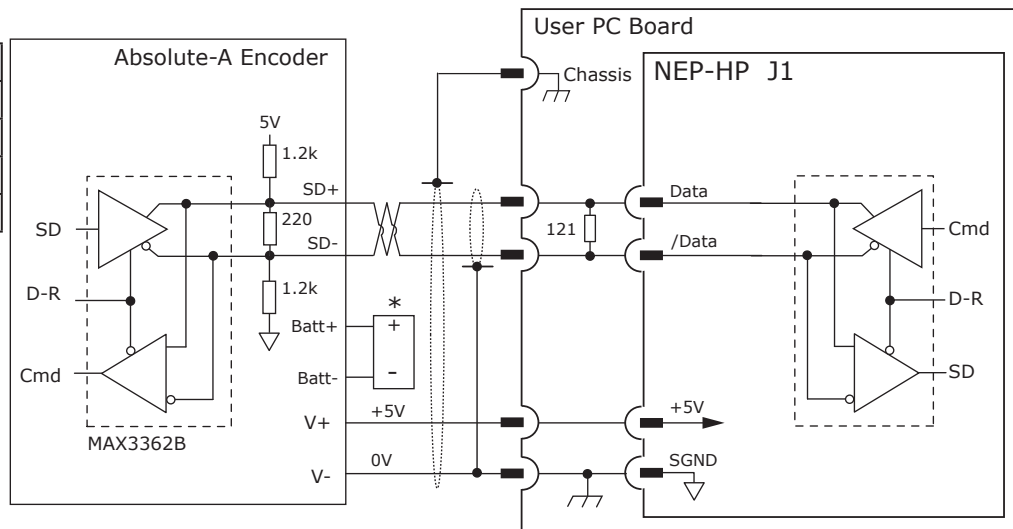 User PC Board
Absolute-A Encoder
Chassis
NEP-HP J1
5V
1.2k
SD+
Data
SD
220
121
Cmd
SD-
/Data
D-R
1.2k
D-R
*
Batt+
+
Cmd
SD
Batt-
-
V+
+5V
+5V
MAX3362B
V-
0V
SGND